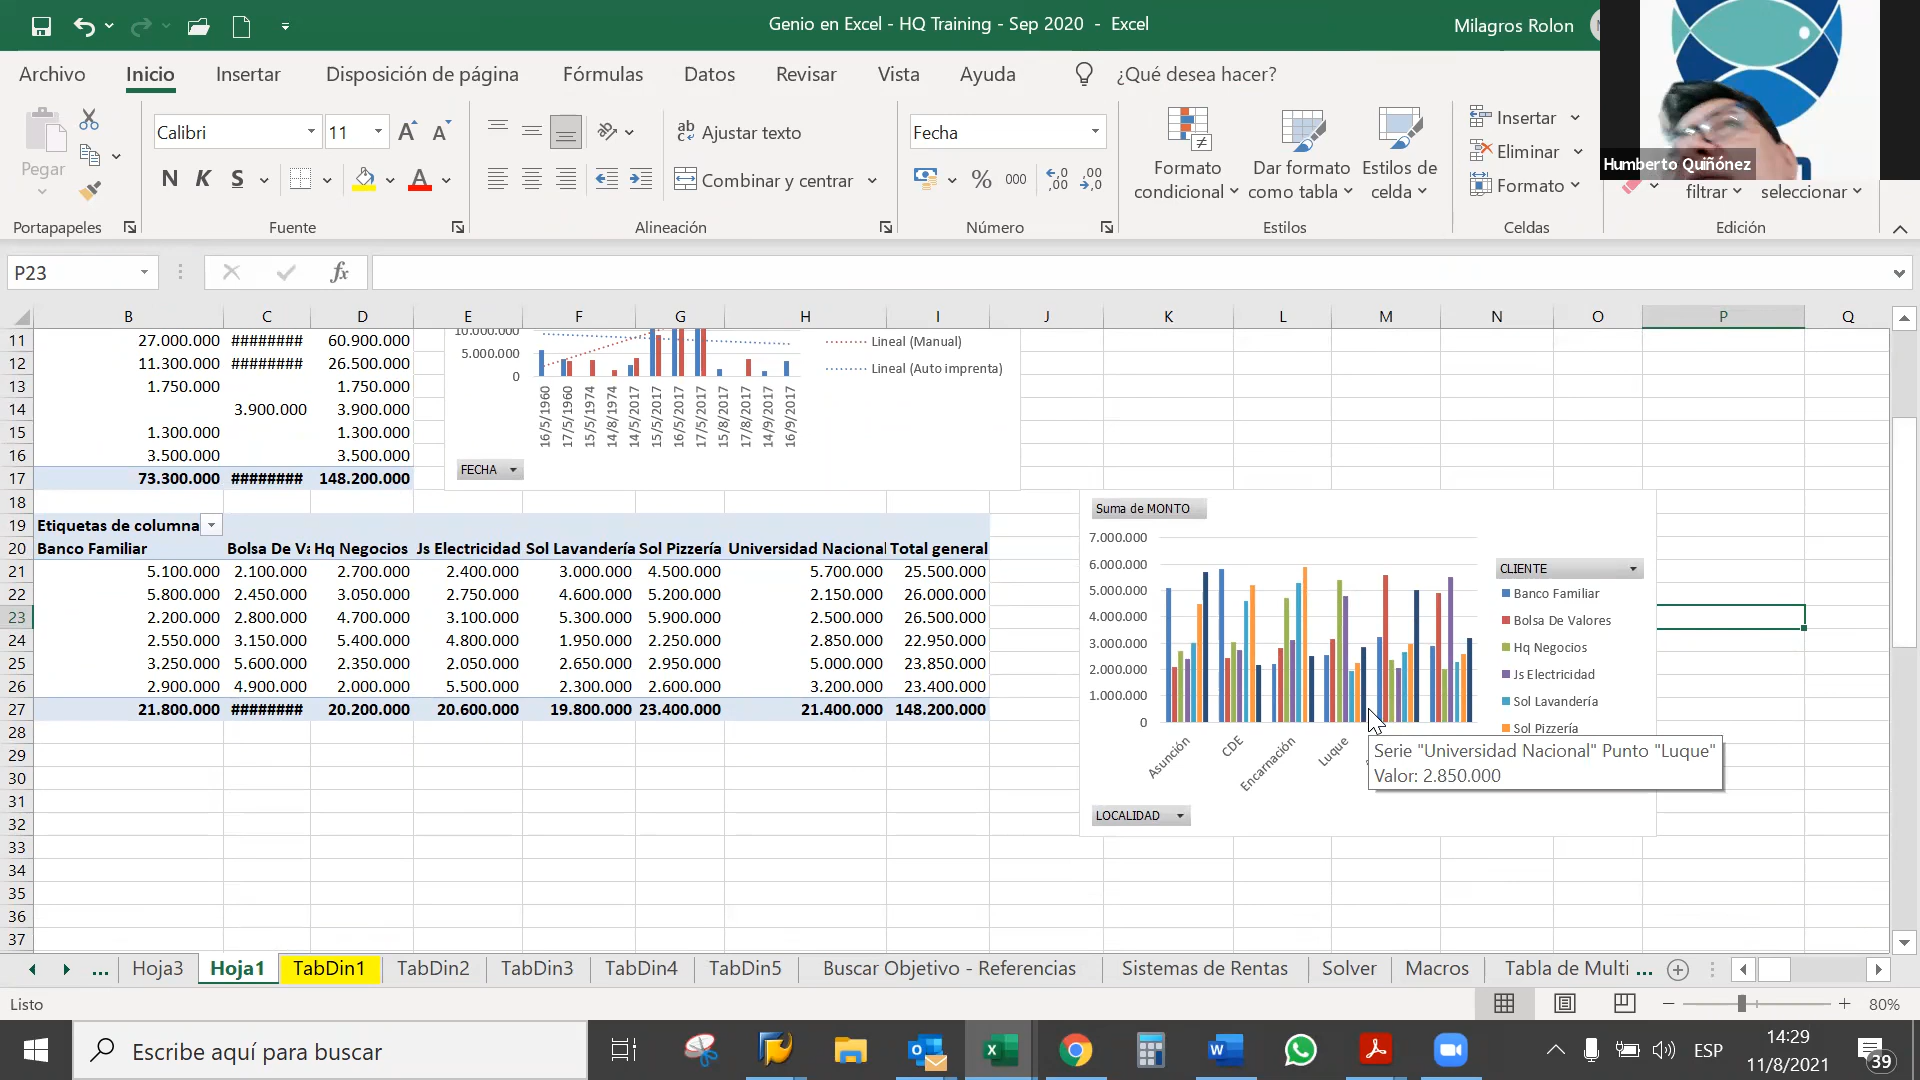 Genio en Excel - HQ Training - Sep 2020 - Excel
Milagros Rolon
Archivo Inicio Insertar Disposición de página Fórmulas Datos Revisar Vista Ayuda ¿Qué desea hacer?
Pegar
Calibri 11
N K S
ab Ajustar texto
Combinar y centrar
Fecha
% 000
Formato condicional
Dar formato como tabla
Estilos de celda
Insertar
Eliminar
Formato
Humberto Quiñónez
filtrar seleccionar
Portapapeles Fuente Alineación Número Estilos Celdas Edición
P23 fx
B C D E F G H I J K L M N O P Q
11 27.000.000 ######## 60.900.000
12 11.300.000 ######## 26.500.000
13 1.750.000 1.750.000
14 3.900.000 3.900.000
15 1.300.000 1.300.000
16 3.500.000 3.500.000
17 73.300.000 ######## 148.200.000
18
10.000.000
5.000.000
0
16/5/1960 17/5/1960 15/5/1974 14/8/1974 14/5/2017 15/5/2017 16/5/2017 17/5/2017 15/8/2017 17/8/2017 14/9/2017 16/9/2017
Lineal (Manual)
Lineal (Auto imprenta)
FECHA
19 Etiquetas de columna
20 Banco Familiar Bolsa De Va Hq Negocios Js Electricidad Sol Lavandería Sol Pizzería Universidad Nacional Total general
21 5.100.000 2.100.000 2.700.000 2.400.000 3.000.000 4.500.000 5.700.000 25.500.000
22 5.800.000 2.450.000 3.050.000 2.750.000 4.600.000 5.200.000 2.150.000 26.000.000
23 2.200.000 2.800.000 4.700.000 3.100.000 5.300.000 5.900.000 2.500.000 26.500.000
24 2.550.000 3.150.000 5.400.000 4.800.000 1.950.000 2.250.000 2.850.000 22.950.000
25 3.250.000 5.600.000 2.350.000 2.050.000 2.650.000 2.950.000 5.000.000 23.850.000
26 2.900.000 4.900.000 2.000.000 5.500.000 2.300.000 2.600.000 3.200.000 23.400.000
27 21.800.000 ######## 20.200.000 20.600.000 19.800.000 23.400.000 21.400.000 148.200.000
28
29
30
31
32
33
34
35
36
37
Suma de MONTO
7.000.000
6.000.000
5.000.000
4.000.000
3.000.000
2.000.000
1.000.000
0
Asunción CDE Encarnación Luque
CLIENTE
Banco Familiar
Bolsa De Valores
Hq Negocios
Js Electricidad
Sol Lavandería
Sol Pizzería
Serie "Universidad Nacional" Punto "Luque"
Valor: 2.850.000
LOCALIDAD
... Hoja3 Hoja1 TabDin1 TabDin2 TabDin3 TabDin4 TabDin5 Buscar Objetivo - Referencias Sistemas de Rentas Solver Macros Tabla de Multi ...
Listo 80%
Escribe aquí para buscar
ESP
14:29
11/8/2021
39